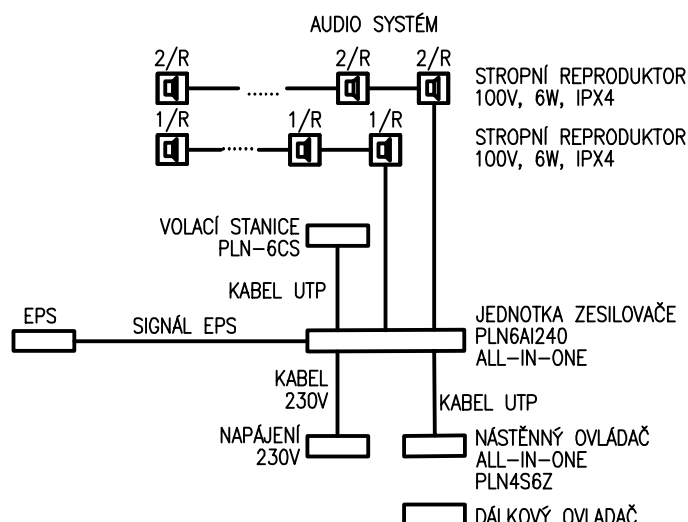 AUDIO SYSTÉM
2/R 2/R 2/R
STROPNÍ REPRODUKTOR
100V, 6W, IPX4
1/R 1/R 1/R
STROPNÍ REPRODUKTOR
100V, 6W, IPX4
VOLACÍ STANICE
PLN-6CS
KABEL UTP
EPS
SIGNÁL EPS
JEDNOTKA ZESILOVAČE
PLN6AI240
ALL-IN-ONE
KABEL
230V
KABEL UTP
NAPÁJENÍ
230V
NÁSTĚNNÝ OVLÁDAČ
ALL-IN-ONE
PLN4S6Z
DÁLKOVÝ OVLADAČ